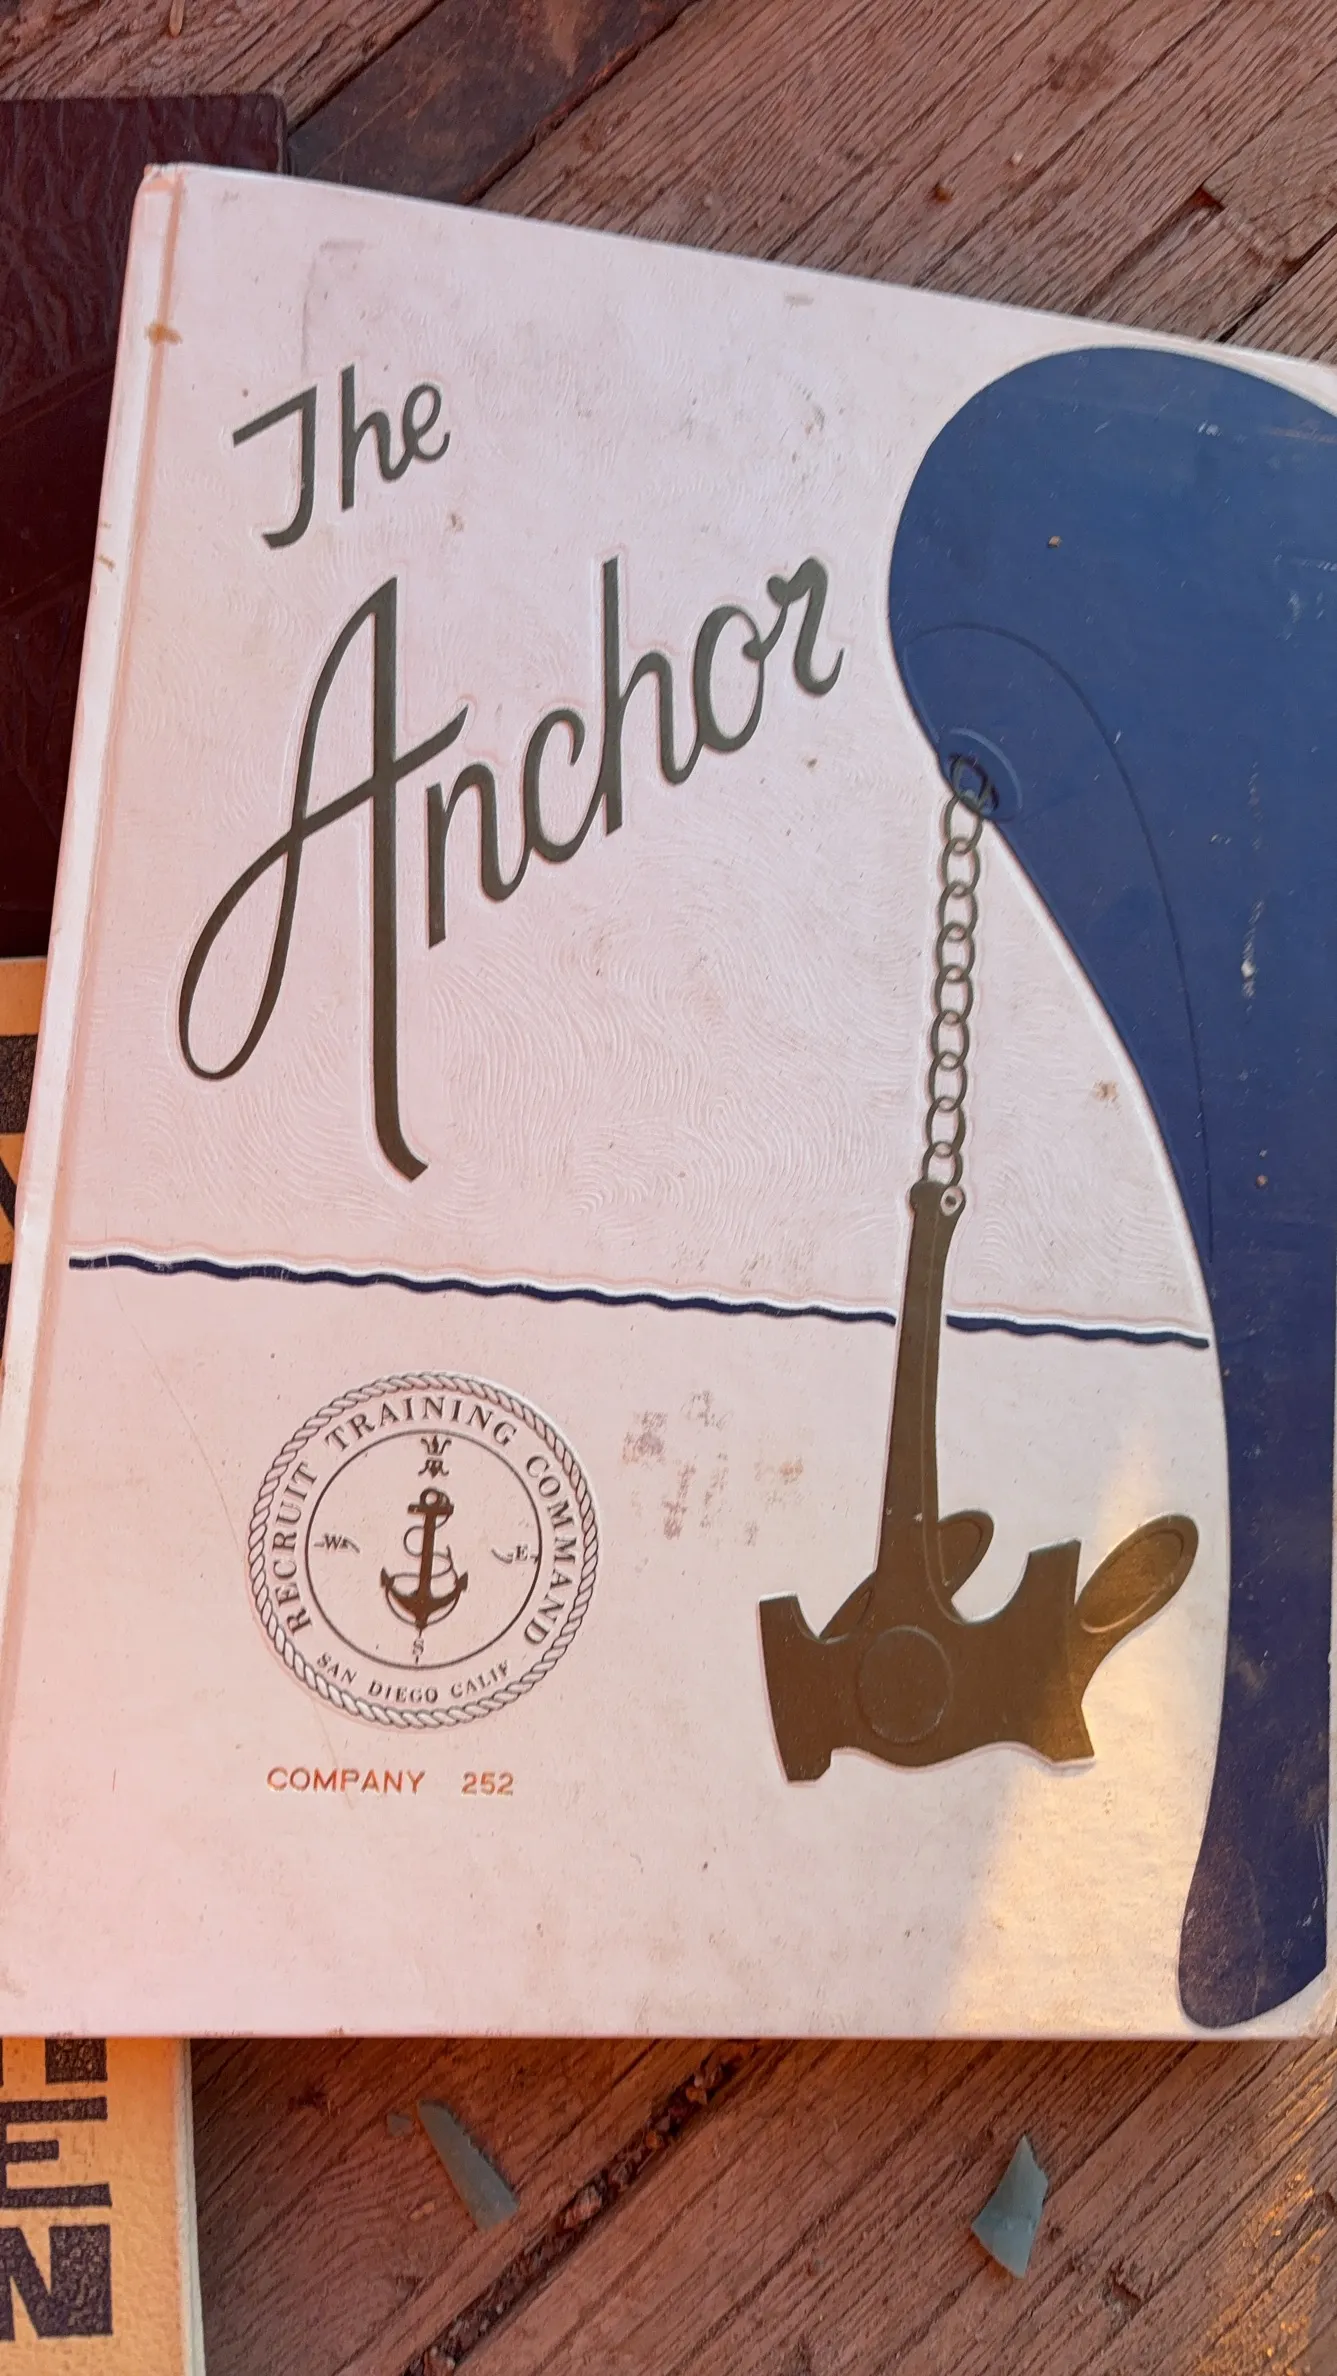 The
Anchor
RECRUIT TRAINING COMMAND
W E
S
SAN DIEGO CALIF
COMPANY 252
E
N